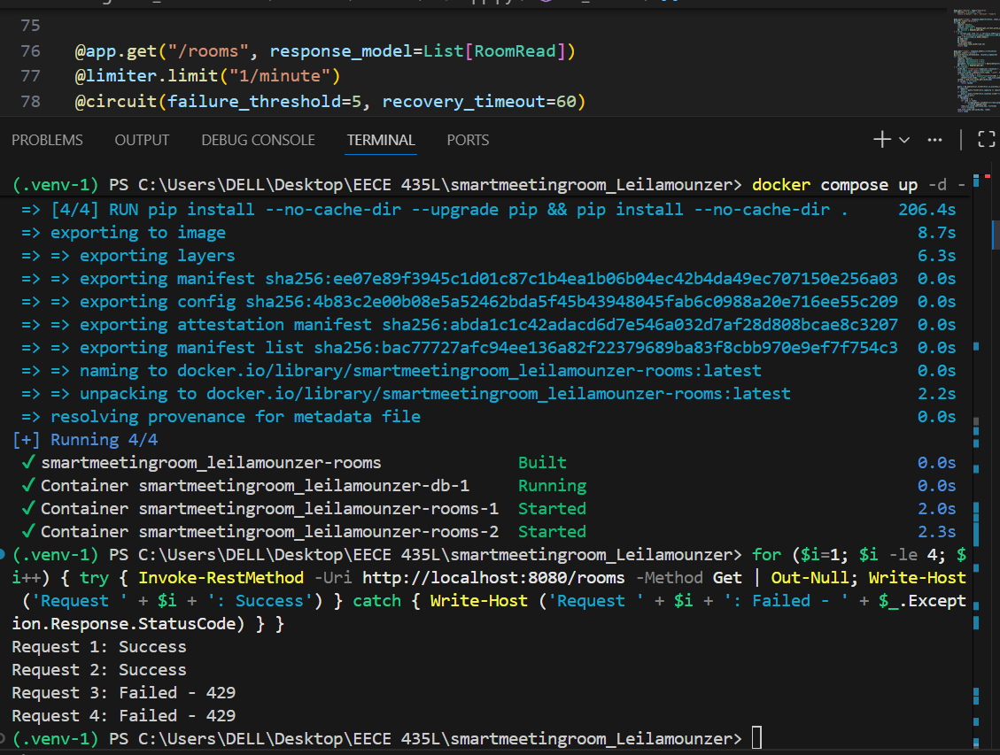 75
76 @app.get("/rooms", response_model=List[RoomRead])
77 @limiter.limit("1/minute")
78 @circuit(failure_threshold=5, recovery_timeout=60)
PROBLEMS OUTPUT DEBUG CONSOLE TERMINAL PORTS
(.venv-1) PS C:\Users\DELL\Desktop\EECE 435L\smartmeetingroom_Leilamounzer> docker compose up -d -
=> [4/4] RUN pip install --no-cache-dir --upgrade pip && pip install --no-cache-dir . 206.4s
=> exporting to image 8.7s
=> => exporting layers 6.3s
=> => exporting manifest sha256:ee07e89f3945c1d01c87c1b4ea1b06b04ec42b4da49ec707150e256a03 0.0s
=> => exporting config sha256:4b83c2e00b08e5a52462bda5f45b43948045fab6c0988a20e716ee55c209 0.0s
=> => exporting attestation manifest sha256:abda1c1c42adacd6d7e546a032d7af28d808bcae8c3207 0.0s
=> => exporting manifest list sha256:bac77727afc94ee136a82f22379689ba83f8cbb970e9ef7f754c3 0.0s
=> => naming to docker.io/library/smartmeetingroom_leilamounzer-rooms:latest 0.0s
=> => unpacking to docker.io/library/smartmeetingroom_leilamounzer-rooms:latest 2.2s
=> resolving provenance for metadata file 0.0s
[+] Running 4/4
✓ smartmeetingroom_leilamounzer-rooms Built 0.0s
✓ Container smartmeetingroom_leilamounzer-db-1 Running 0.0s
✓ Container smartmeetingroom_leilamounzer-rooms-1 Started 2.0s
✓ Container smartmeetingroom_leilamounzer-rooms-2 Started 2.3s
(.venv-1) PS C:\Users\DELL\Desktop\EECE 435L\smartmeetingroom_Leilamounzer> for ($i=1; $i -le 4; $
i++) { try { Invoke-RestMethod -Uri http://localhost:8080/rooms -Method Get | Out-Null; Write-Host
('Request ' + $i + ': Success') } catch { Write-Host ('Request ' + $i + ': Failed - ' + $_.Except
ion.Response.StatusCode) } }
Request 1: Success
Request 2: Success
Request 3: Failed - 429
Request 4: Failed - 429
(.venv-1) PS C:\Users\DELL\Desktop\EECE 435L\smartmeetingroom_Leilamounzer>